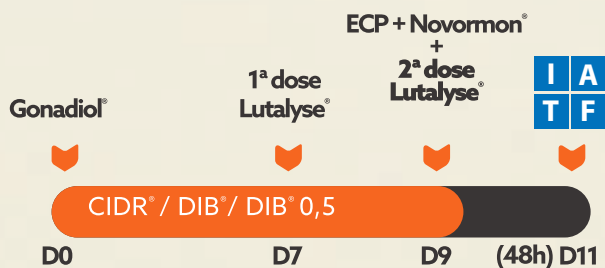 ECP + Novormon®
+
2ª dose
Lutalyse®
1ª dose
Lutalyse®
Gonadiol®
I A
T F
CIDR® / DIB®/ DIB® 0,5
D0 D7 D9 (48h) D11